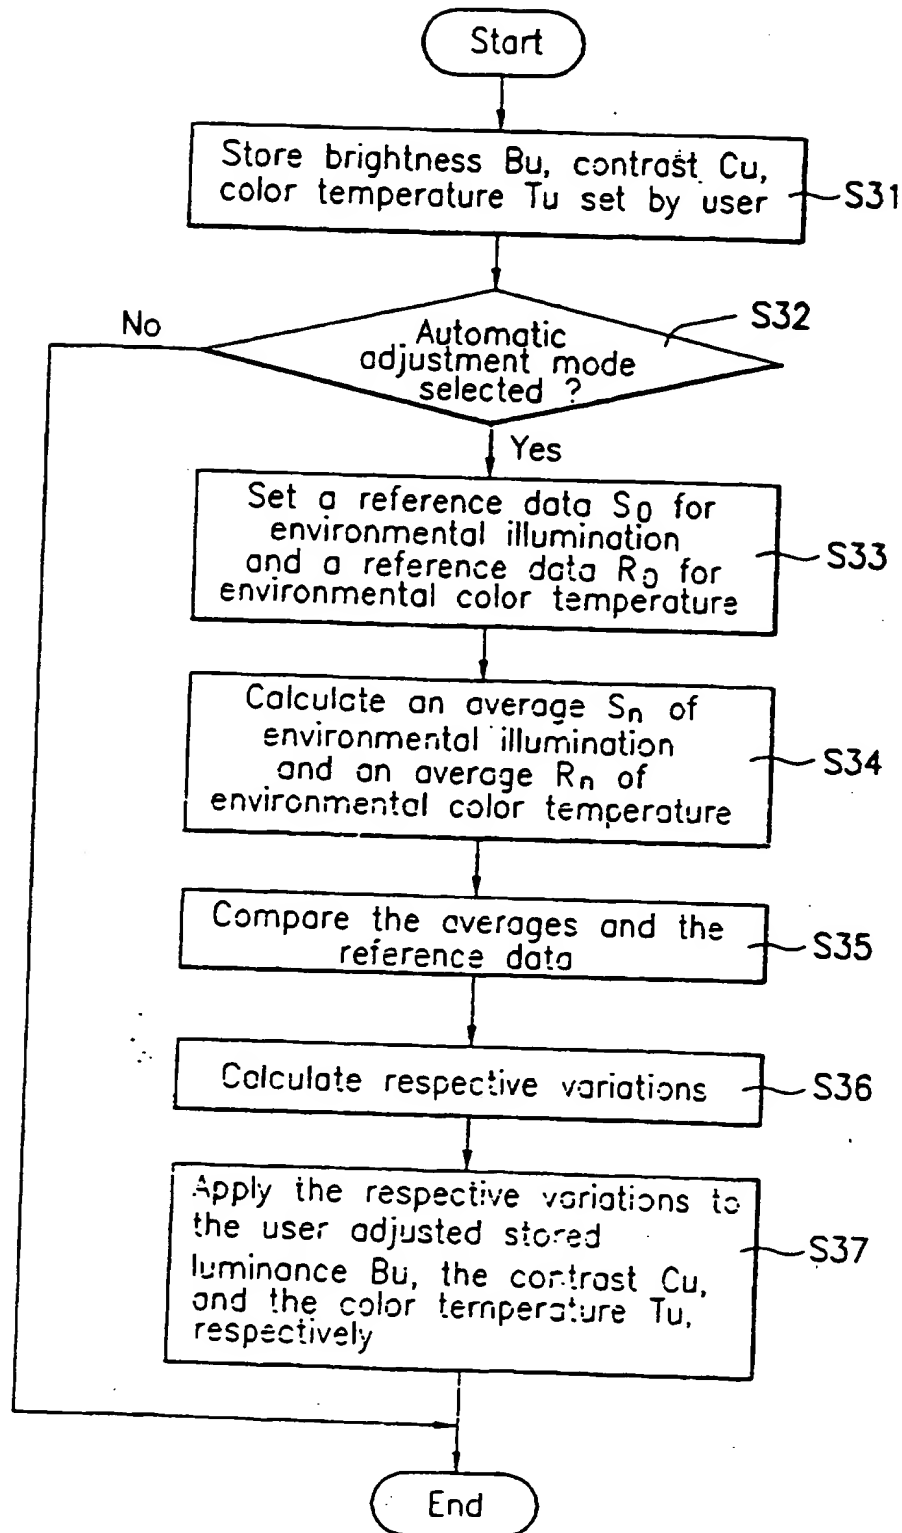 Start
Store brightness Bu, contrast Cu,
color temperature Tu set by user
S31
No
S32
Automatic
adjustment mode
selected ?
Yes
Set a reference data S0 for
environmental illumination
and a reference data R0 for
environmental color temperature
S33
Calculate an average Sn of
environmental illumination
and an average Rn of
environmental color temperature
S34
Compare the averages and the
reference data
S35
Calculate respective variations
S36
Apply the respective variations to
the user adjusted stored
luminance Bu, the contrast Cu,
and the color temperature Tu,
respectively
S37
End